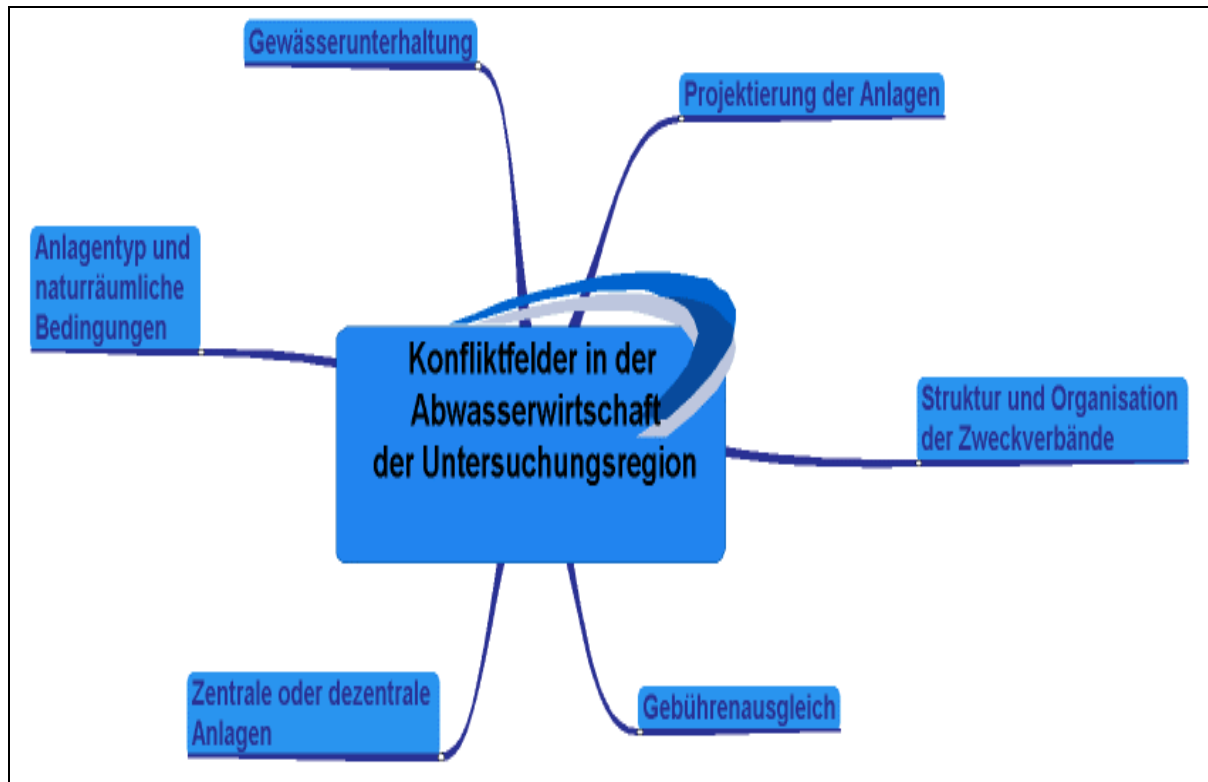 Gewässerunterhaltung
Projektierung der Anlagen
Anlagentyp und
naturräumliche
Bedingungen
Konfliktfelder in der
Abwasserwirtschaft
der Untersuchungsregion
Struktur und Organisation
der Zweckverbände
Zentrale oder dezentrale
Anlagen
Gebührenausgleich